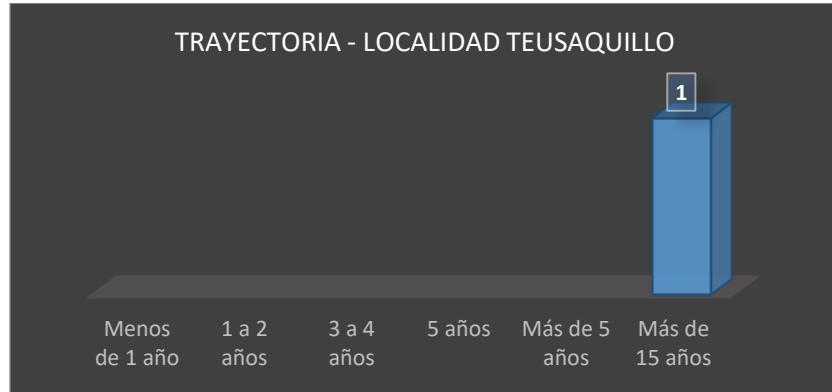 TRAYECTORIA - LOCALIDAD TEUSAQUILLO
1
Menos
de 1 año
1 a 2
años
3 a 4
años
5 años
Más de 5
años
Más de
15 años